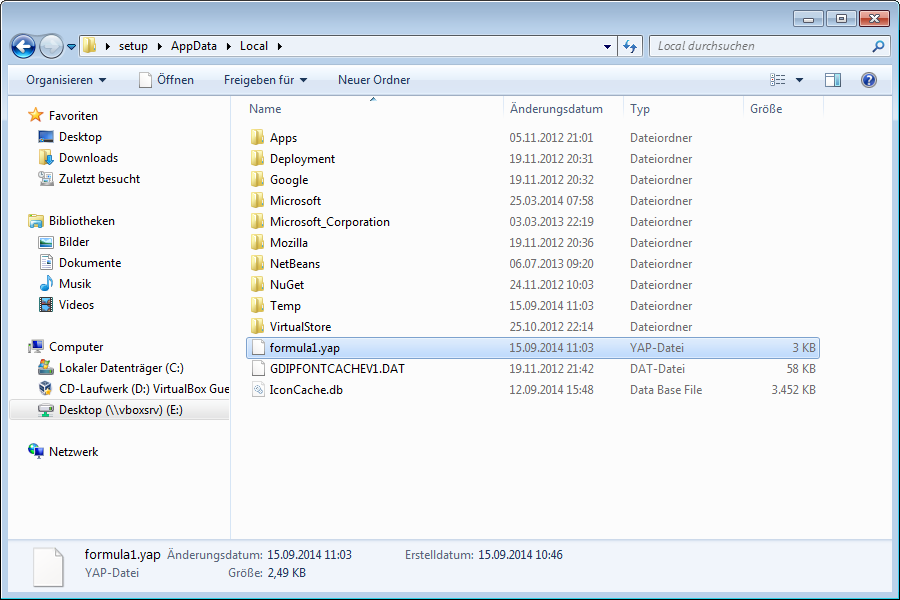 setup AppData Local Local durchsuchen
Organisieren Öffnen Freigeben für Neuer Ordner
Favoriten
Desktop
Downloads
Zuletzt besucht
Bibliotheken
Bilder
Dokumente
Musik
Videos
Computer
Lokaler Datenträger (C:)
CD-Laufwerk (D:) VirtualBox Gue
Desktop (\\vboxsrv) (E:)
Netzwerk
Name Änderungsdatum Typ Größe
Apps 05.11.2012 21:01 Dateiordner
Deployment 19.11.2012 20:31 Dateiordner
Google 19.11.2012 20:32 Dateiordner
Microsoft 25.03.2014 07:58 Dateiordner
Microsoft_Corporation 03.03.2013 22:19 Dateiordner
Mozilla 19.11.2012 20:36 Dateiordner
NetBeans 06.07.2013 09:20 Dateiordner
NuGet 24.11.2012 10:03 Dateiordner
Temp 15.09.2014 11:03 Dateiordner
VirtualStore 25.10.2012 22:14 Dateiordner
formula1.yap 15.09.2014 11:03 YAP-Datei 3 KB
GDIPFONTCACHEV1.DAT 19.11.2012 21:42 DAT-Datei 58 KB
IconCache.db 12.09.2014 15:48 Data Base File 3.452 KB
formula1.yap Änderungsdatum: 15.09.2014 11:03 Erstelldatum: 15.09.2014 10:46
YAP-Datei Größe: 2,49 KB